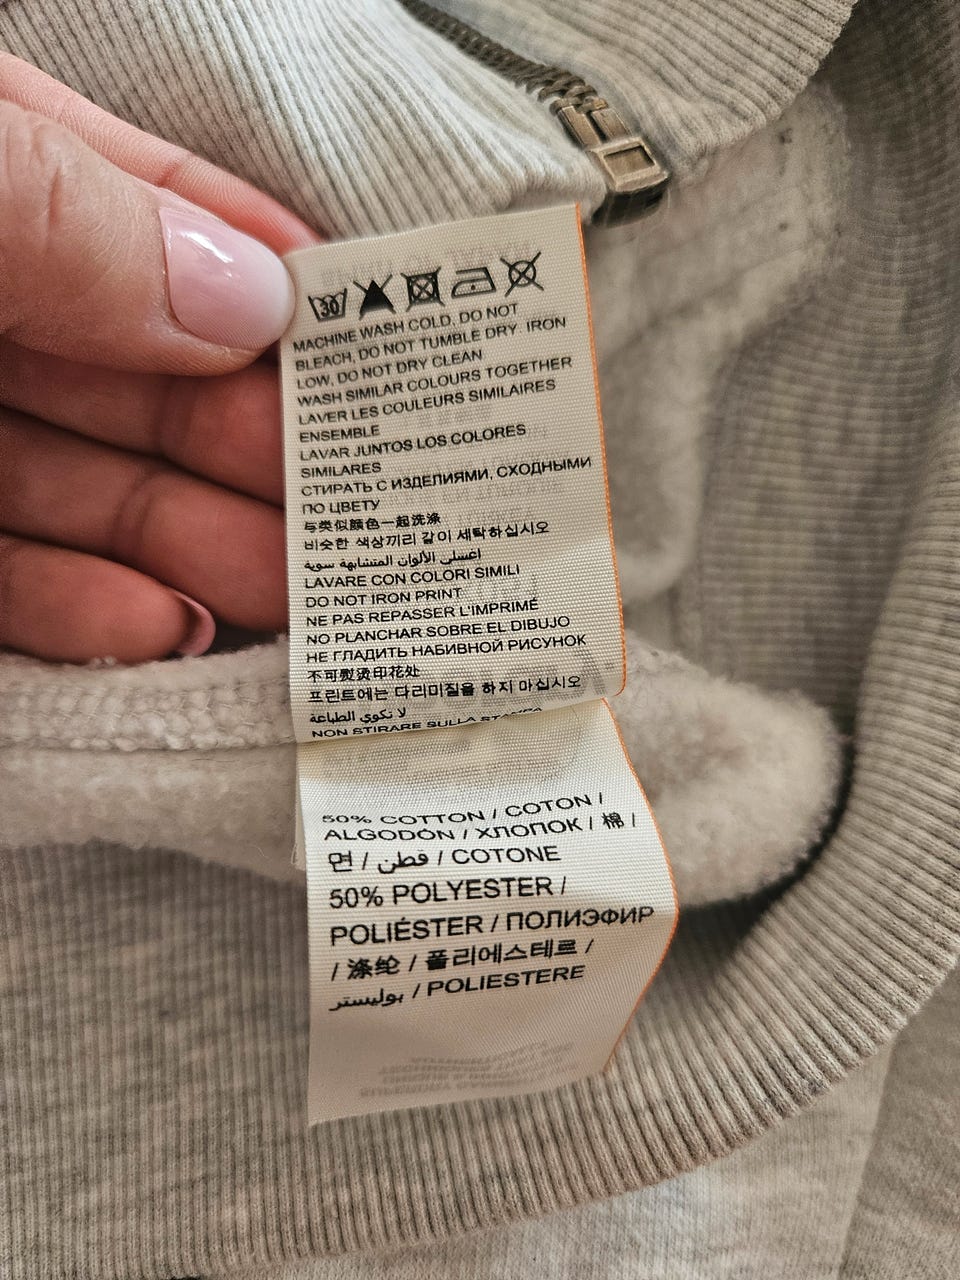 30
MACHINE WASH COLD, DO NOT
BLEACH, DO NOT TUMBLE DRY, IRON
LOW, DO NOT DRY CLEAN
WASH SIMILAR COLOURS TOGETHER
LAVER LES COULEURS SIMILAIRES
ENSEMBLE
LAVAR JUNTOS LOS COLORES
SIMILARES
СТИРАТЬ С ИЗДЕЛИЯМИ, СХОДНЫМИ
ПО ЦВЕТУ
与类似颜色一起洗涤
비슷한 색상끼리 같이 세탁하십시오
اغسلي الألوان المتشابهة سوية
LAVARE CON COLORI SIMILI
DO NOT IRON PRINT
NE PAS REPASSER L'IMPRIMÉ
NO PLANCHAR SOBRE EL DIBUJO
НЕ ГЛАДИТЬ НАБИВНОЙ РИСУНОК
不可熨烫印花处
프린트에는 다리미질을 하지 마십시오
لا تكوي الطباعة
NON STIRARE SULLA STAMPA
50% COTTON / COTON /
ALGODÓN / ХЛОПОК / 棉 /
면 / قطن / COTONE
50% POLYESTER /
POLIÉSTER / ПОЛИЭФИР
/ 涤纶 / 폴리에스테르 /
بوليستر / POLIESTERE